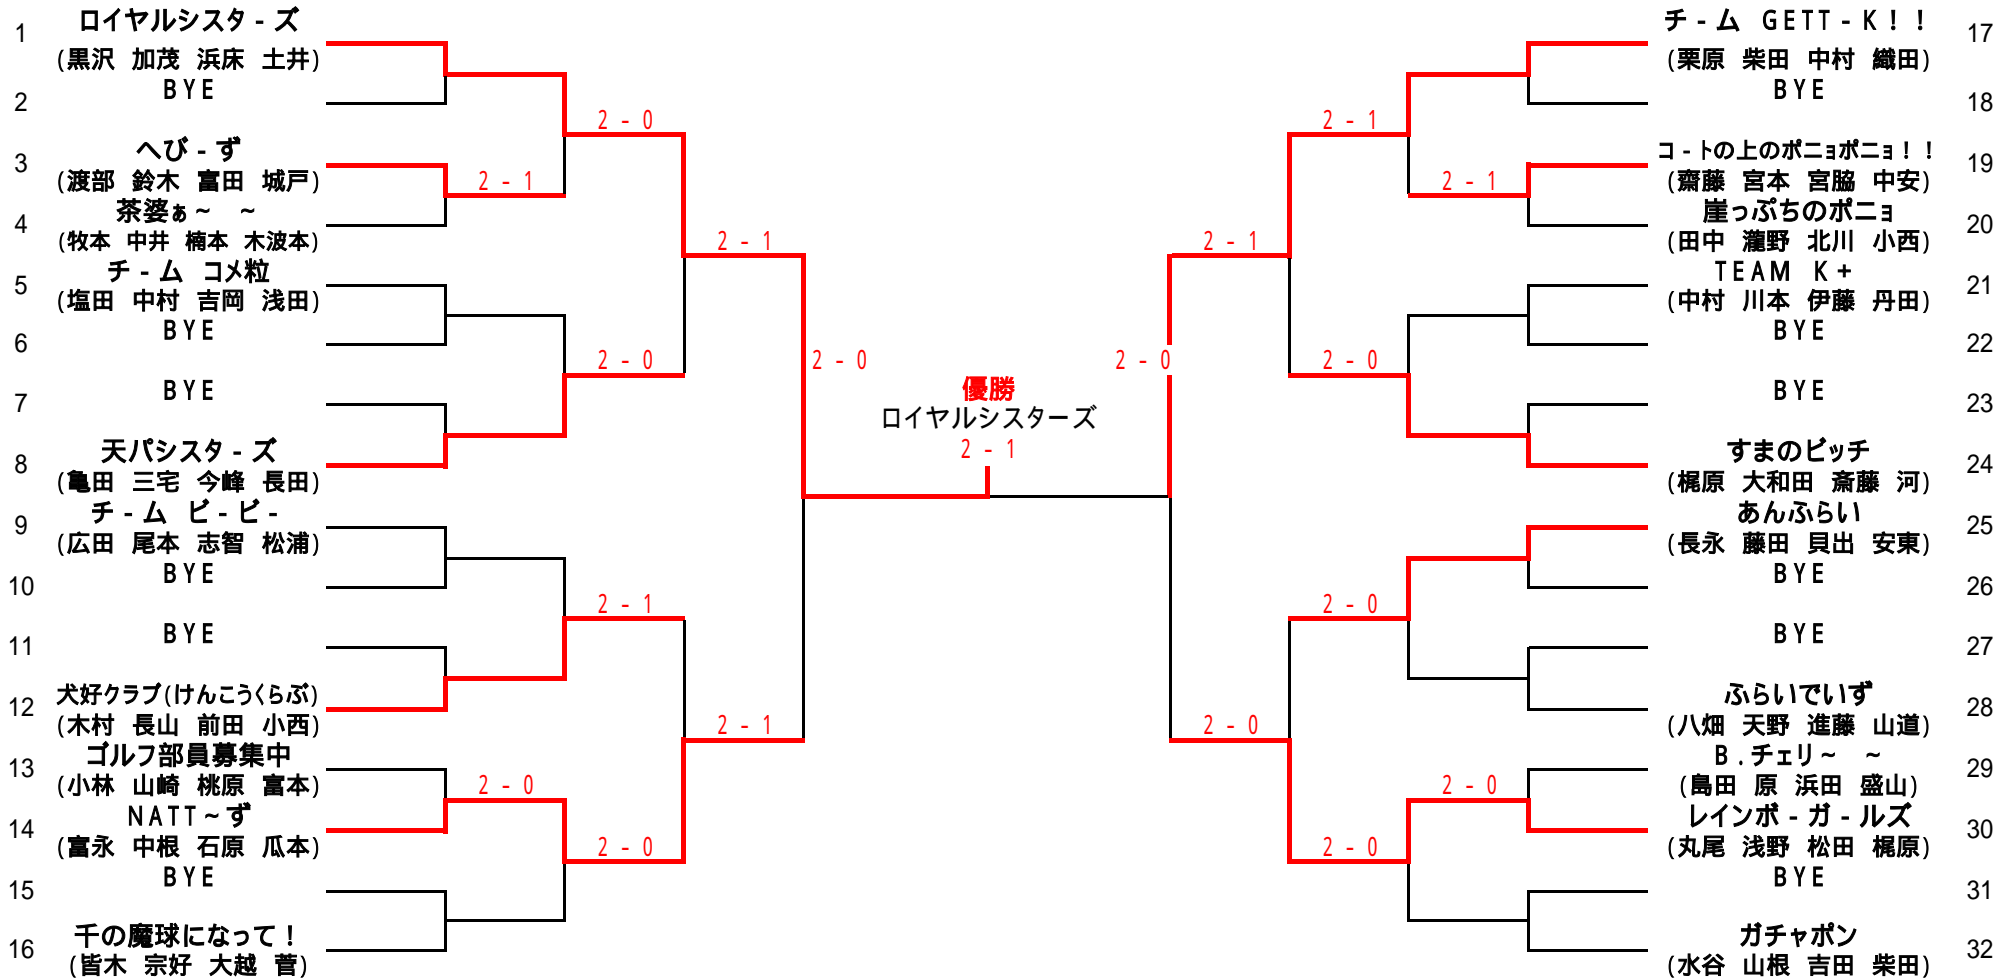 1
ロイヤルシスタ - ズ
(黒沢 加茂 浜床 土井)
2
BYE
3
へび - ず
(渡部 鈴木 富田 城戸)
4
茶婆ぁ~ ~
(牧本 中井 楠本 木波本)
5
チ - ム コメ粒
(塩田 中村 吉岡 浅田)
6
BYE
7
BYE
8
天パシスタ - ズ
(亀田 三宅 今峰 長田)
9
チ - ム ビ - ビ -
(広田 尾本 志智 松浦)
10
BYE
11
BYE
12
犬好クラブ(けんこうくらぶ)
(木村 長山 前田 小西)
13
ゴルフ部員募集中
(小林 山崎 桃原 富本)
14
NATT~ず
(富永 中根 石原 瓜本)
15
BYE
16
千の魔球になって!
(皆木 宗好 大越 菅)
2 - 1
2 - 0
2 - 0
2 - 0
2 - 1
2 - 0
2 - 1
2 - 1
2 - 0
優勝
ロイヤルシスターズ
2 - 1
2 - 0
2 - 1
2 - 0
2 - 1
2 - 0
2 - 0
2 - 0
2 - 1
2 - 0
チ - ム GETT - K!!
17
(栗原 柴田 中村 織田)
BYE
18
コ - トの上のポニョポニョ!!
19
(齋藤 宮本 宮脇 中安)
崖っぷちのポニョ
20
(田中 瀧野 北川 小西)
TEAM K+
21
(中村 川本 伊藤 丹田)
BYE
22
BYE
23
すまのビッチ
24
(梶原 大和田 斎藤 河)
あんふらい
25
(長永 藤田 貝出 安東)
BYE
26
BYE
27
ふらいでいず
28
(八畑 天野 進藤 山道)
B.チェリ~ ~
29
(島田 原 浜田 盛山)
レインボ - ガ - ルズ
30
(丸尾 浅野 松田 梶原)
BYE
31
ガチャポン
32
(水谷 山根 吉田 柴田)